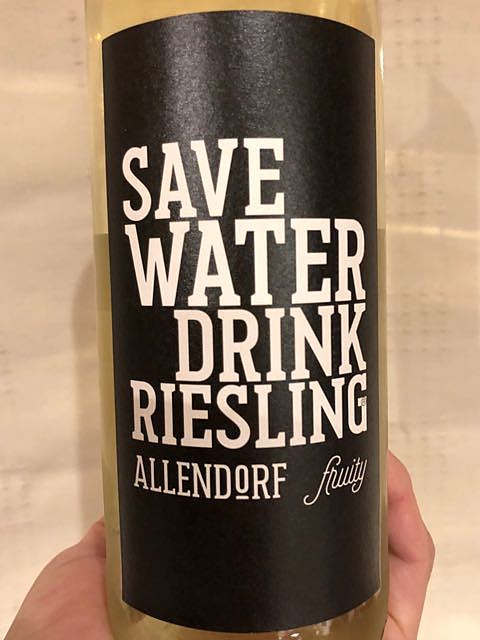 SAVE
WATER
DRINK
RIESLING
ALLENDORF fruity